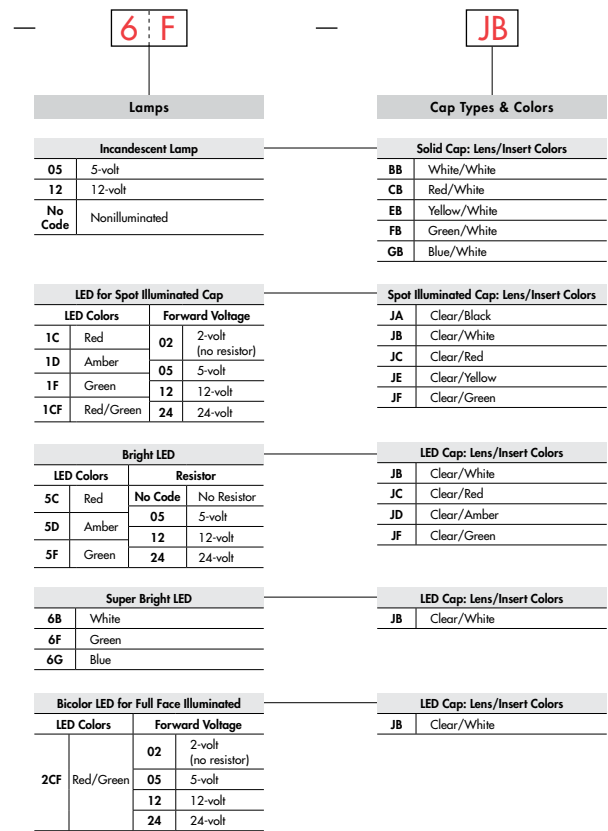 — 6 F — JB
Lamps
Cap Types & Colors
Incandescent Lamp
05 5-volt
12 12-volt
No Code Nonilluminated
Solid Cap: Lens/Insert Colors
BB White/White
CB Red/White
EB Yellow/White
FB Green/White
GB Blue/White
LED for Spot Illuminated Cap
LED Colors Forward Voltage
1C Red
1D Amber
1F Green
1CF Red/Green
02 2-volt
(no resistor)
05 5-volt
12 12-volt
24 24-volt
Spot Illuminated Cap: Lens/Insert Colors
JA Clear/Black
JB Clear/White
JC Clear/Red
JE Clear/Yellow
JF Clear/Green
Bright LED
LED Colors Resistor
5C Red
5D Amber
5F Green
No Code No Resistor
05 5-volt
12 12-volt
24 24-volt
LED Cap: Lens/Insert Colors
JB Clear/White
JC Clear/Red
JD Clear/Amber
JF Clear/Green
Super Bright LED
6B White
6F Green
6G Blue
LED Cap: Lens/Insert Colors
JB Clear/White
Bicolor LED for Full Face Illuminated
LED Colors Forward Voltage
2CF Red/Green
02 2-volt
(no resistor)
05 5-volt
12 12-volt
24 24-volt
LED Cap: Lens/Insert Colors
JB Clear/White